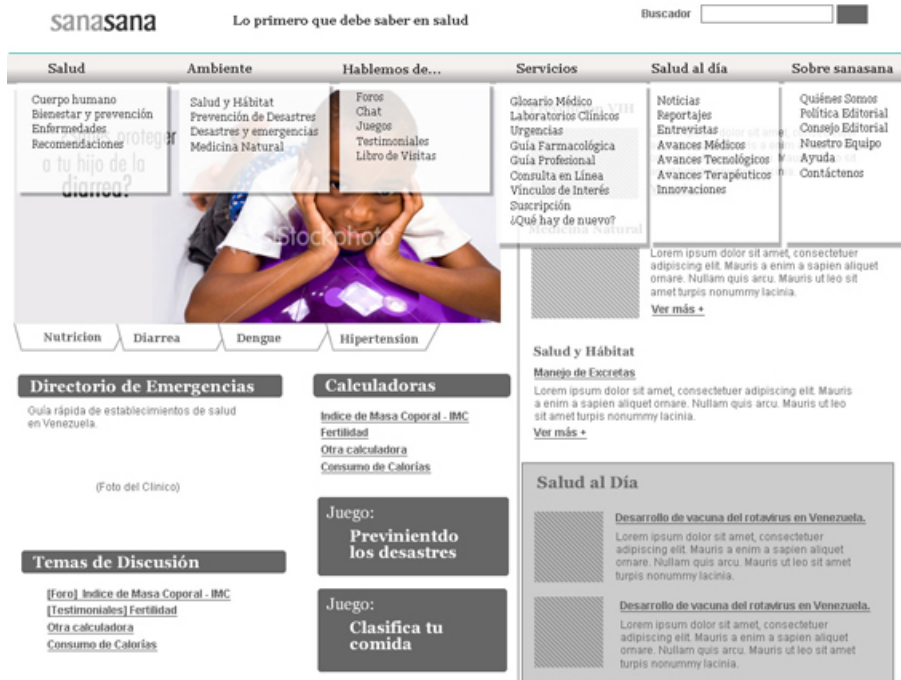 sanasana
Lo primero que debe saber en salud
Buscador
Salud
Ambiente
Hablemos de...
Servicios
Salud al día
Sobre sanasana
Cuerpo humano
Bienestar y prevención
Enfermedades
Recomendaciones
Salud y Hábitat
Prevención de Desastres
Desastres y emergencias
Medicina Natural
Foros
Chat
Juegos
Testimoniales
Libro de Visitas
Glosario Médico
Laboratorios Clínicos
Urgencias
Guía Farmacológica
Guía Profesional
Consulta en Línea
Vínculos de Interés
Suscripción
¿Qué hay de nuevo?
Noticias
Reportajes
Entrevistas
Avances Médicos
Avances Tecnológicos
Avances Terapéuticos
Innovaciones
Quiénes Somos
Política Editorial
Consejo Editorial
Nuestro Equipo
Ayuda
Contáctenos
proteger
a tu hijo de la
diarrea?
iStockphoto
VIH
Medicina Natural
Lorem ipsum dolor sit amet, consectetuer
adipiscing elit. Mauris a enim a sapien aliquet
ornare. Nullam quis arcu. Mauris ut leo sit
amet turpis nonummy lacinia.
Ver más +
Nutricion
Diarrea
Dengue
Hipertension
Salud y Hábitat
Manejo de Excretas
Lorem ipsum dolor sit amet, consectetuer adipiscing elit. Mauris
a enim a sapien aliquet ornare. Nullam quis arcu. Mauris ut leo
sit amet turpis nonummy lacinia.
Ver más +
Directorio de Emergencias
Guía rápida de establecimientos de salud
en Venezuela.
(Foto del Clinico)
Calculadoras
Indice de Masa Coporal - IMC
Fertilidad
Otra calculadora
Consumo de Calorías
Juego:
Previnientdo
los desastres
Juego:
Clasifica tu
comida
Temas de Discusión
[Foro] Indice de Masa Coporal - IMC
[Testimoniales] Fertilidad
Otra calculadora
Consumo de Calorías
Salud al Día
Desarrollo de vacuna del rotavirus en Venezuela.
Lorem ipsum dolor sit amet, consectetuer
adipiscing elit. Mauris a enim a sapien aliquet
ornare. Nullam quis arcu. Mauris ut leo sit amet
turpis nonummy lacinia.
Desarrollo de vacuna del rotavirus en Venezuela.
Lorem ipsum dolor sit amet, consectetuer
adipiscing elit. Mauris a enim a sapien aliquet
ornare. Nullam quis arcu. Mauris ut leo sit amet
turpis nonummy lacinia.